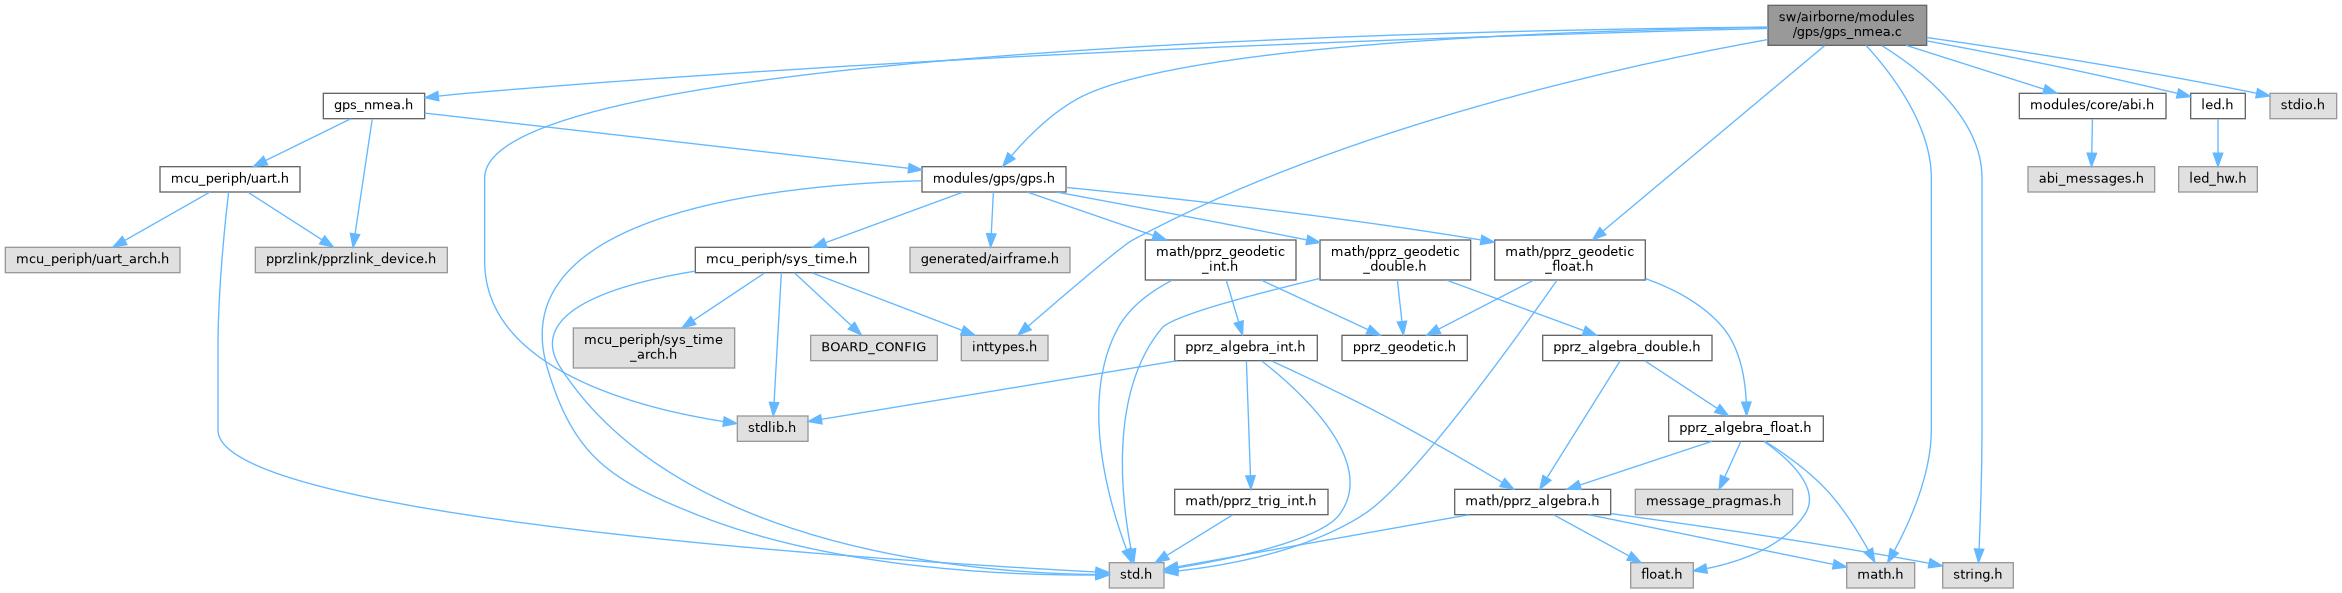 sw/airborne/modules
/gps/gps_nmea.c
gps_nmea.h
modules/core/abi.h
led.h
stdio.h
mcu_periph/uart.h
modules/gps/gps.h
abi_messages.h
led_hw.h
mcu_periph/uart_arch.h
pprzlink/pprzlink_device.h
mcu_periph/sys_time.h
generated/airframe.h
math/pprz_geodetic
_int.h
math/pprz_geodetic
_double.h
math/pprz_geodetic
_float.h
mcu_periph/sys_time
_arch.h
BOARD_CONFIG
inttypes.h
pprz_algebra_int.h
pprz_geodetic.h
pprz_algebra_double.h
stdlib.h
pprz_algebra_float.h
math/pprz_trig_int.h
math/pprz_algebra.h
message_pragmas.h
std.h
float.h
math.h
string.h